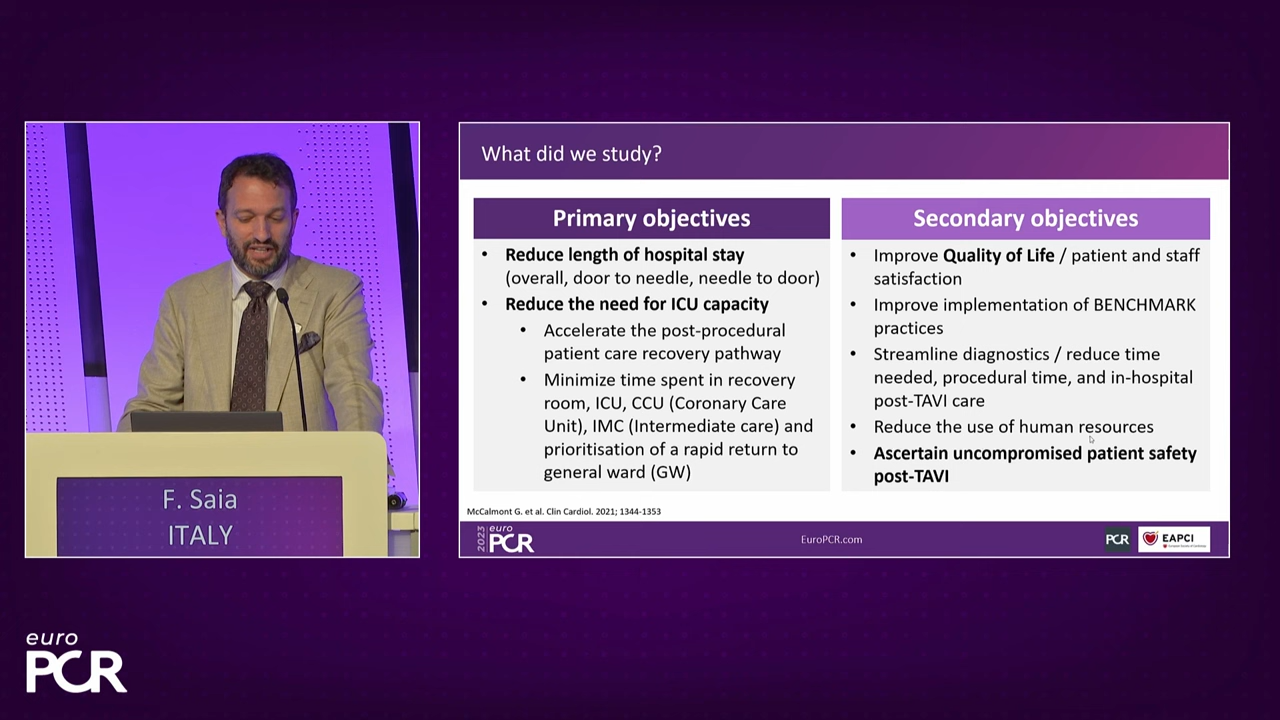 F. Saia
ITALY
What did we study?
Primary objectives
• Reduce length of hospital stay
(overall, door to needle, needle to door)
• Reduce the need for ICU capacity
• Accelerate the post-procedural
patient care recovery pathway
• Minimize time spent in recovery
room, ICU, CCU (Coronary Care
Unit), IMC (Intermediate care) and
prioritisation of a rapid return to
general ward (GW)
Secondary objectives
• Improve Quality of Life / patient and staff
satisfaction
• Improve implementation of BENCHMARK
practices
• Streamline diagnostics / reduce time
needed, procedural time, and in-hospital
post-TAVI care
• Reduce the use of human resources
• Ascertain uncompromised patient safety
post-TAVI
McCalmont G. et al. Clin Cardiol. 2021; 1344-1353
2023
euro
PCR
EuroPCR.com
PCR
EAPCI
euro
PCR